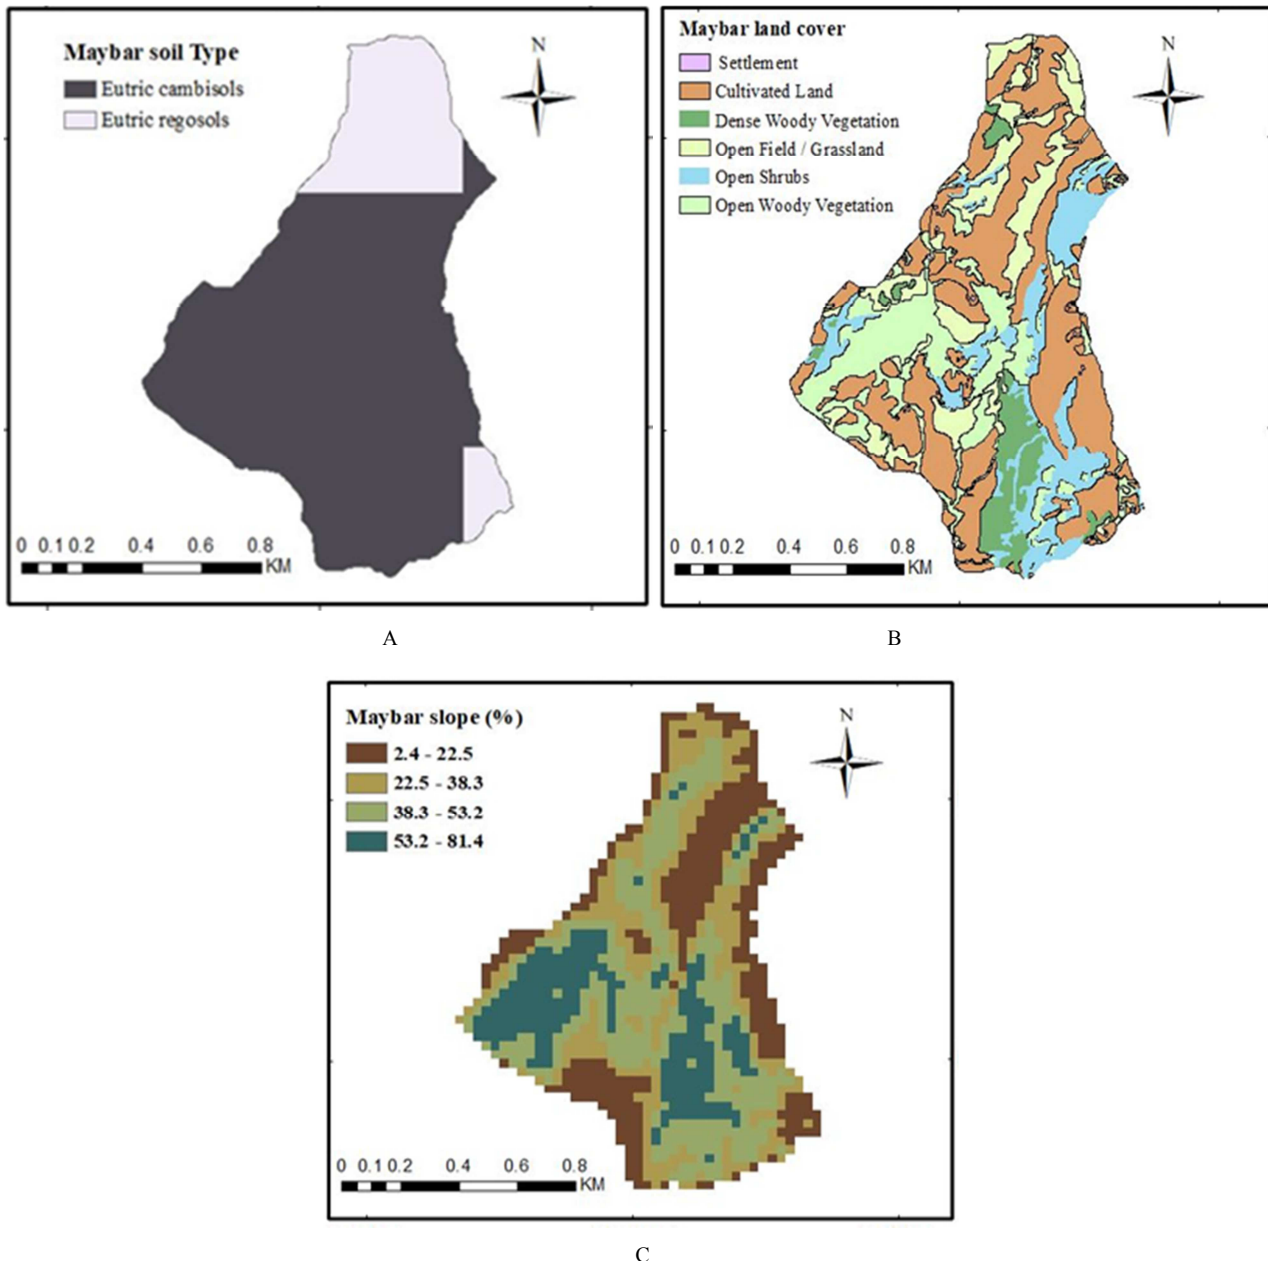 Maybar soil Type
Eutric cambisols
Eutric regosols
N
0 0.1 0.2 0.4 0.6 0.8
KM
Maybar land cover
Settlement
Cultivated Land
Dense Woody Vegetation
Open Field / Grassland
Open Shrubs
Open Woody Vegetation
N
0 0.1 0.2 0.4 0.6 0.8
KM
A
B
Maybar slope (%)
2.4 - 22.5
22.5 - 38.3
38.3 - 53.2
53.2 - 81.4
N
0 0.1 0.2 0.4 0.6 0.8
KM
C